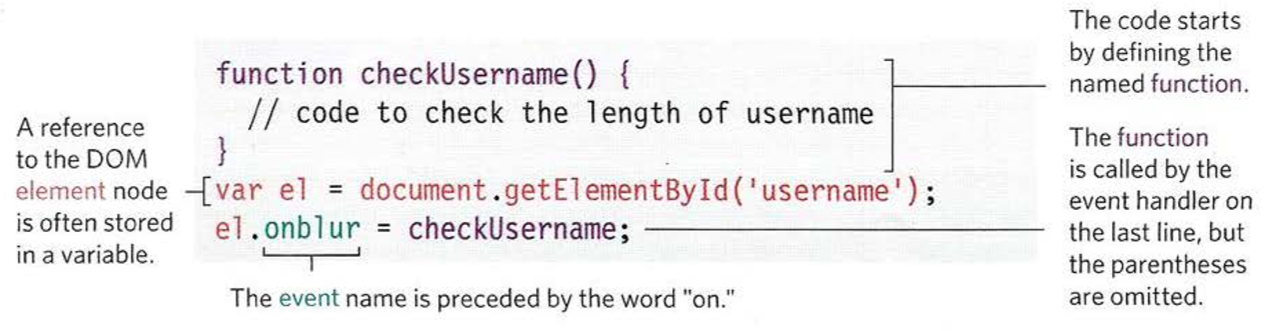 The code starts
by defining the
named function.
function checkUsername() {
// code to check the length of username
}
The function
is called by the
event handler on
the last line, but
the parentheses
are omitted.
A reference
to the DOM
element node
is often stored
in a variable.
var el = document.getElementById('username');
el.onblur = checkUsername;
The event name is preceded by the word "on."